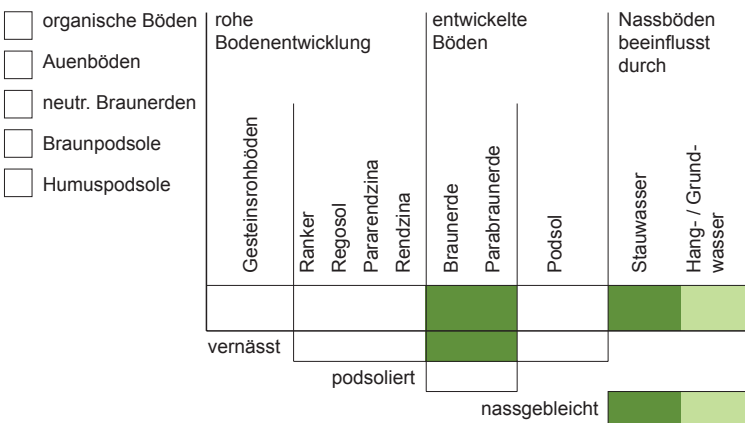 organische Böden
Auenböden
neutr. Braunerden
Braunpodsole
Humuspodsole
rohe
Bodenentwicklung
entwickelte
Böden
Nassböden
beeinflusst
durch
Gesteinsrohböden
Ranker
Regosol
Pararendzina
Rendzina
Braunerde
Parabraunerde
Podsol
Stauwasser
Hang- / Grund-
wasser
vernässt
podsoliert
nassgebleicht